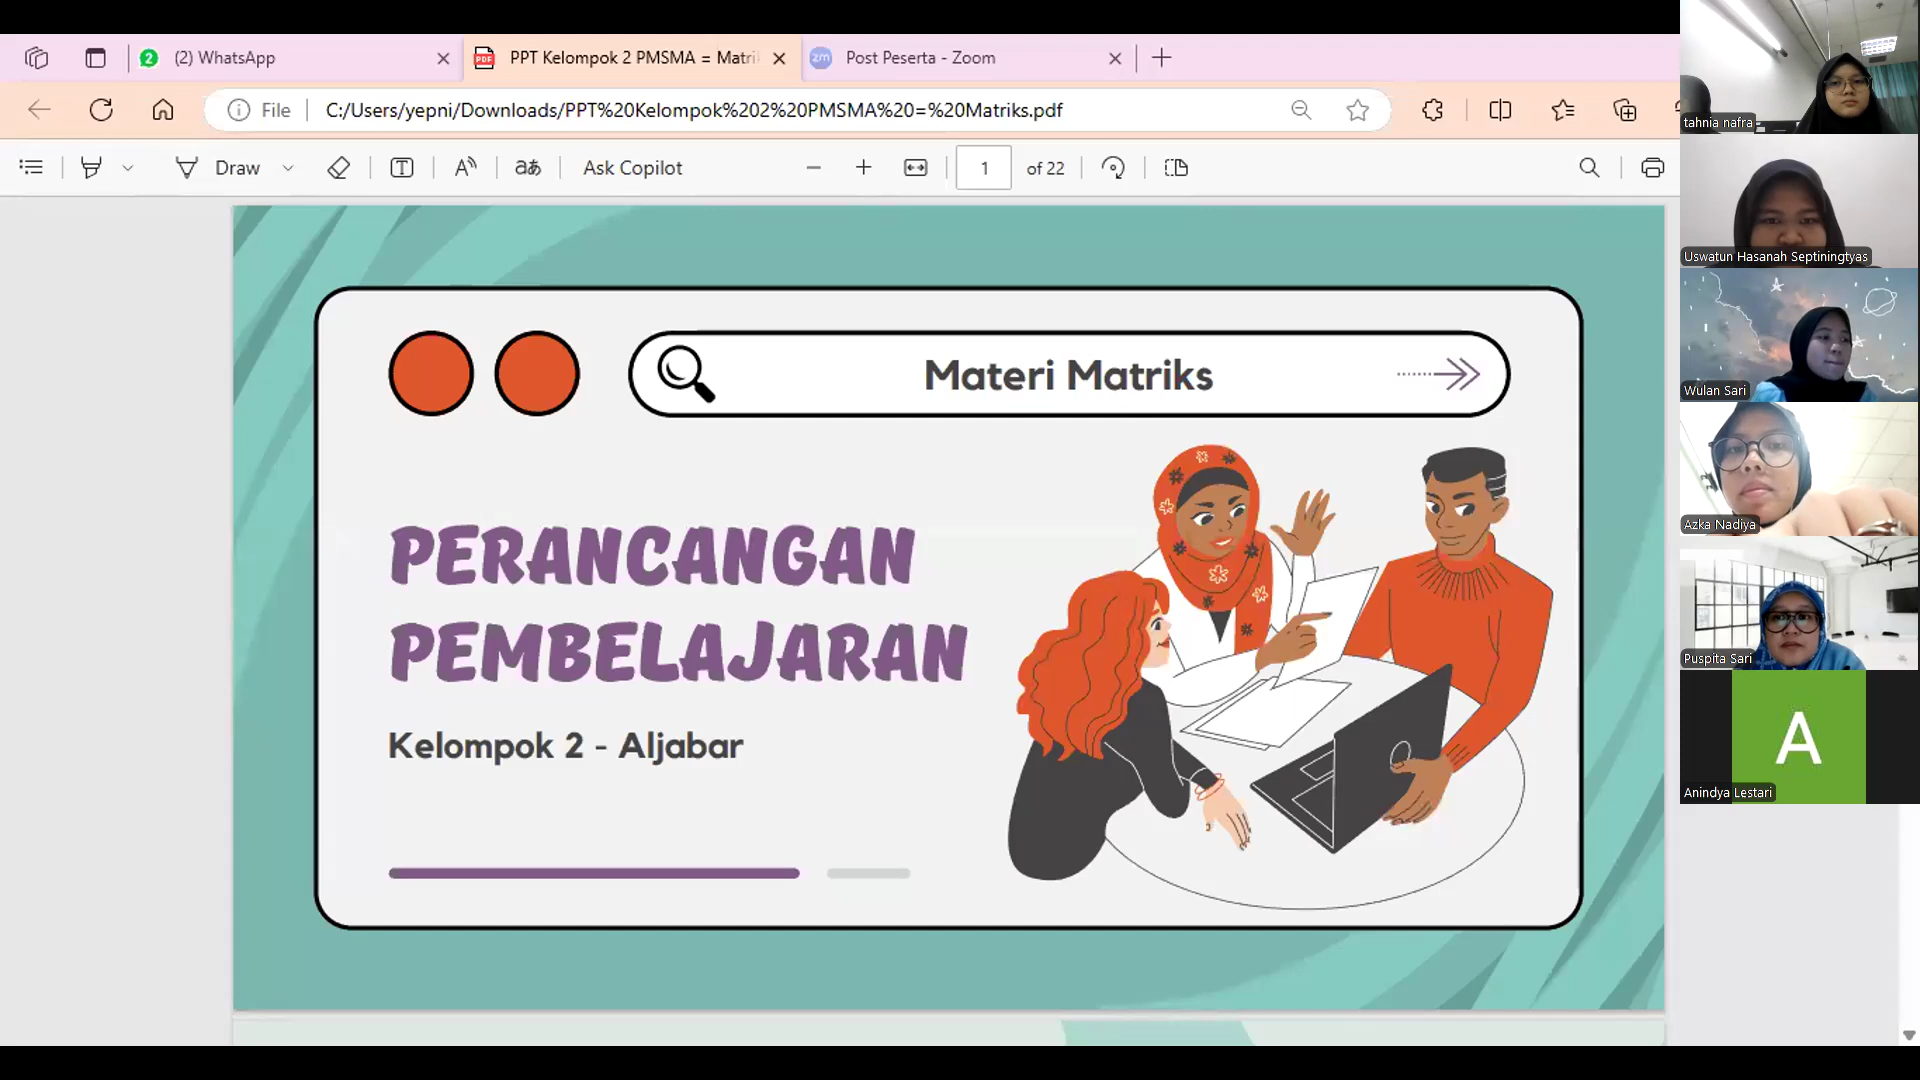 (2) WhatsApp
PPT Kelompok 2 PMSMA = Matri
Post Peserta - Zoom
File
C:/Users/yepni/Downloads/PPT%20Kelompok%202%20PMSMA%20=%20Matriks.pdf
Draw
Ask Copilot
1 of 22
Materi Matriks
PERANCANGAN
PEMBELAJARAN
Kelompok 2 - Aljabar
tahnia nafra
Uswatun Hasanah Septiningtyas
Wulan Sari
Azka Nadiya
Puspita Sari
A
Anindya Lestari